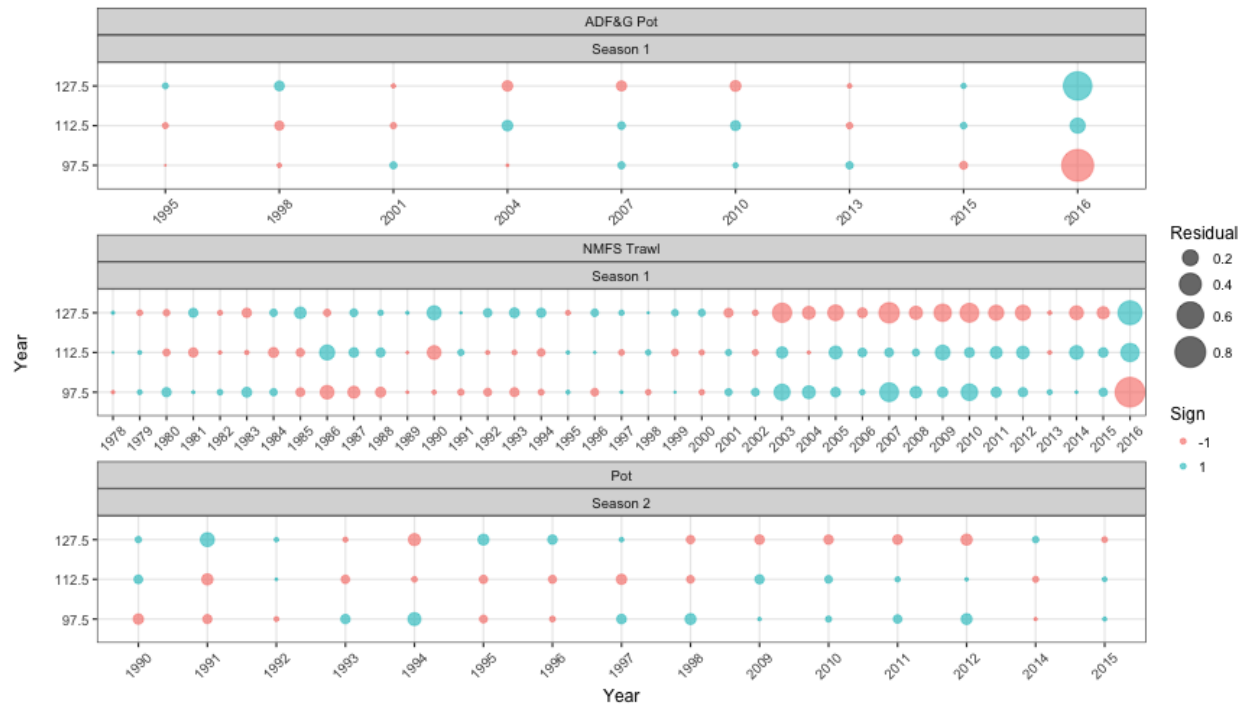 ADF&G Pot
Season 1
127.5
112.5
97.5
1995 1998 2001 2004 2007 2010 2013 2015 2016
NMFS Trawl
Season 1
127.5
112.5
97.5
1978 1979 1980 1981 1982 1983 1984 1985 1986 1987 1988 1989 1990 1991 1992 1993 1994 1995 1996 1997 1998 1999 2000 2001 2002 2003 2004 2005 2006 2007 2008 2009 2010 2011 2012 2013 2014 2015 2016
Pot
Season 2
127.5
112.5
97.5
1990 1991 1992 1993 1994 1995 1996 1997 1998 2009 2010 2011 2012 2014 2015
Year
Year
Residual
0.2
0.4
0.6
0.8
Sign
-1
1